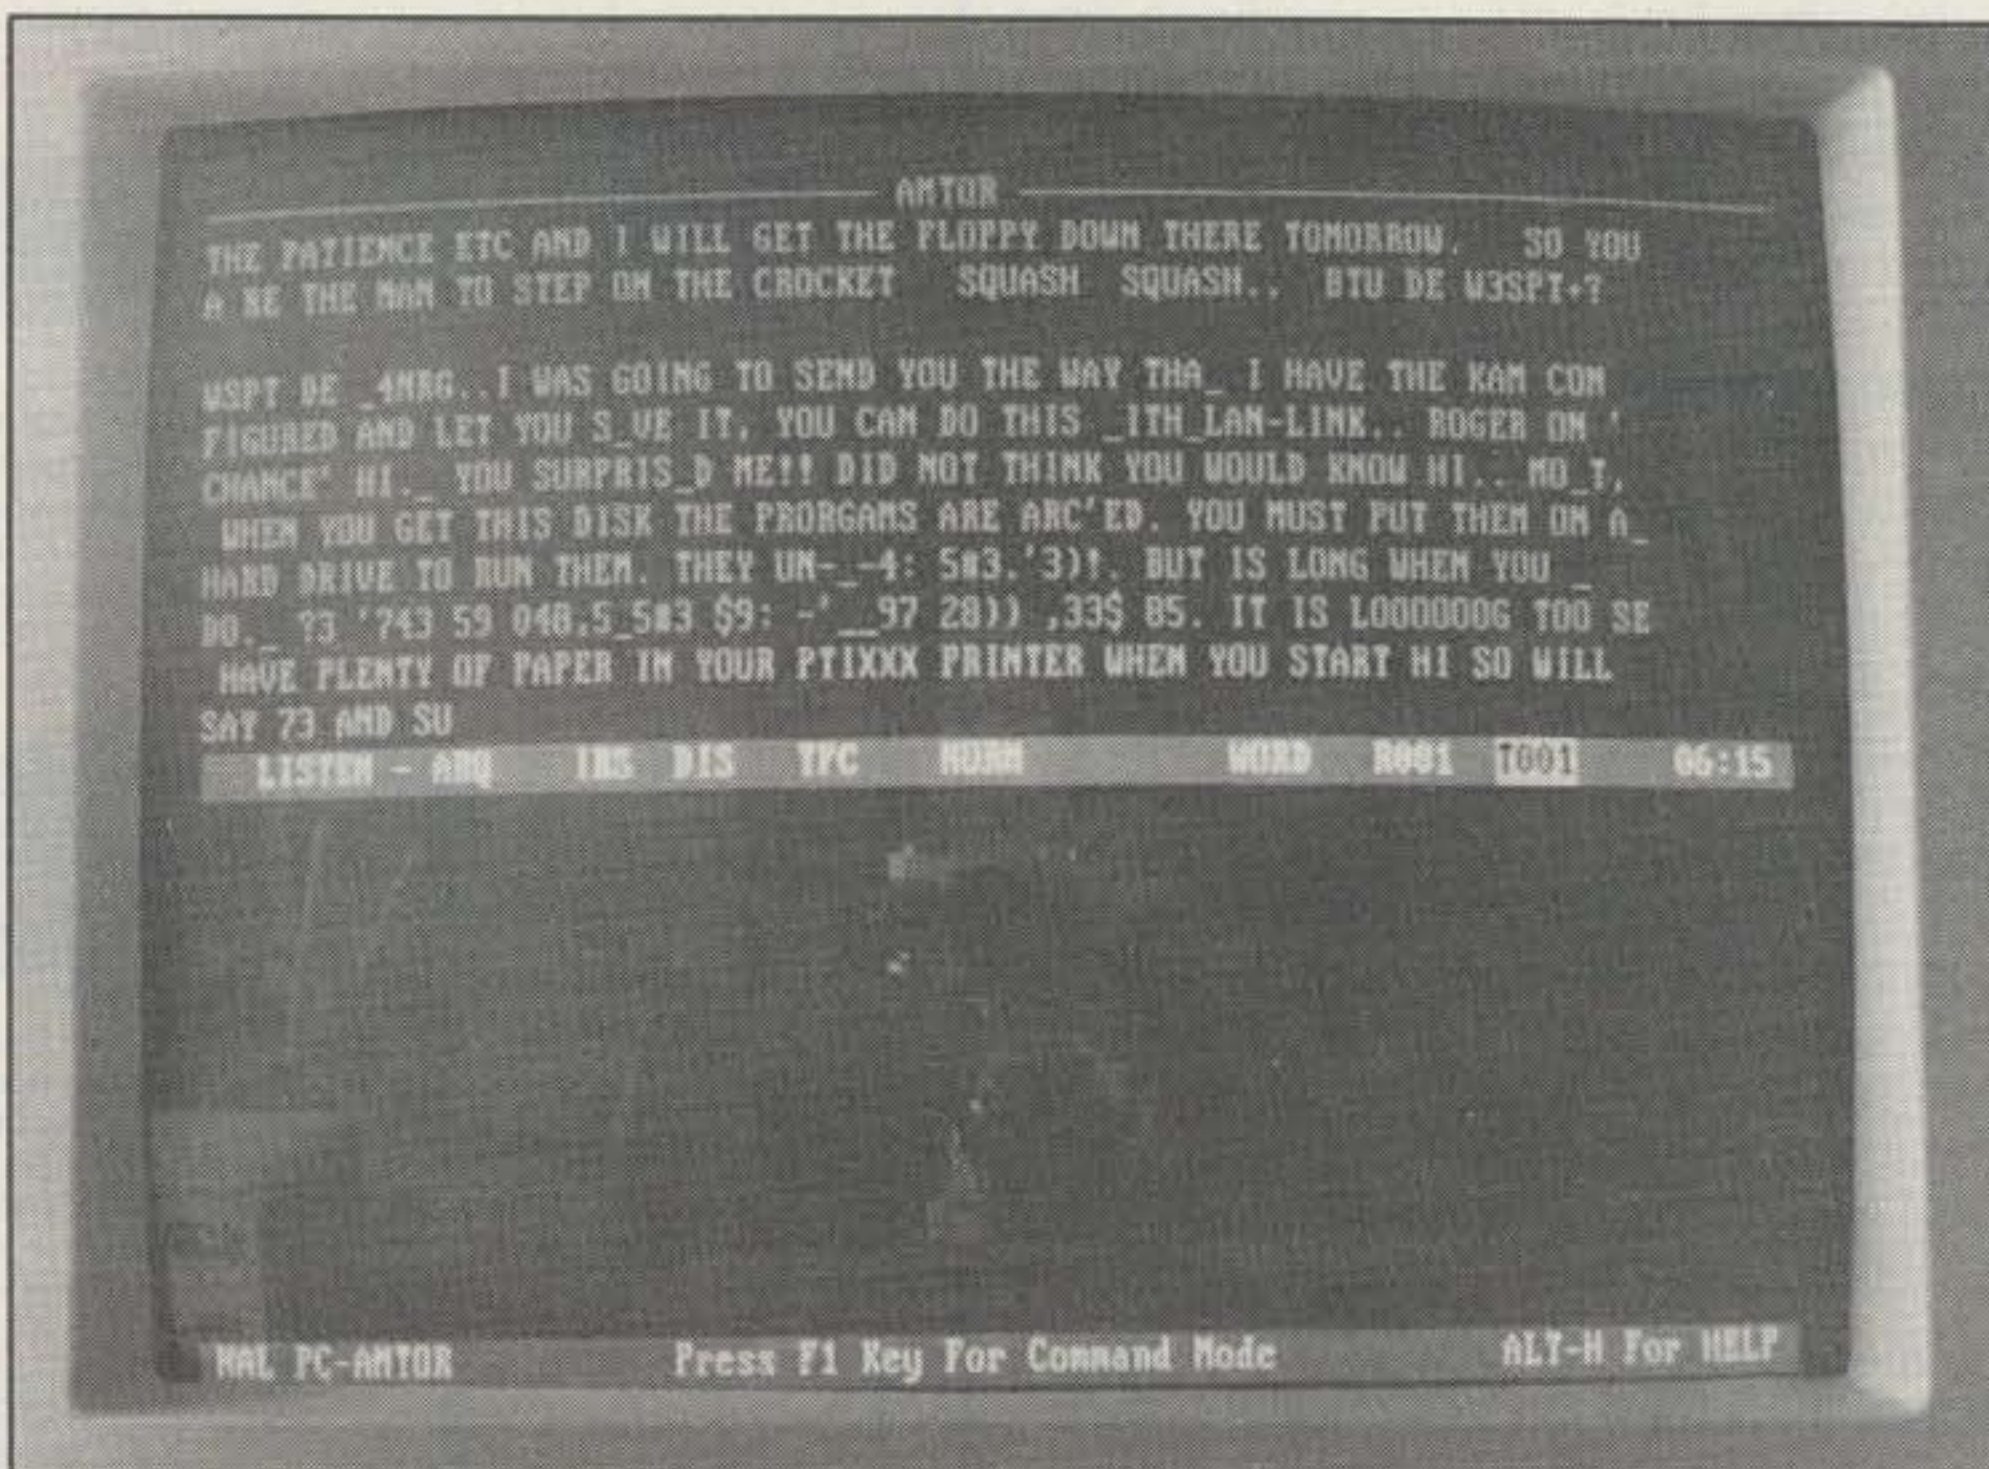 AMTOR
THE PATIENCE ETC AND I WILL GET THE FLOPPY DOWN THERE TOMORROW.   SO YOU
A RE THE MAN TO STEP ON THE CROCKET   SQUASH  SQUASH..  BTU DE W3SPT+?
WSPT DE _4NRG..I WAS GOING TO SEND YOU THE WAY THA_ I HAVE THE KAM CON
FIGURED AND LET YOU S_VE IT, YOU CAN DO THIS _ITH_LAN-LINK.. ROGER ON '
CHANCE' HI._ YOU SURPRIS_D ME!! DID NOT THINK YOU WOULD KNOW HI.. MO_T,
WHEN YOU GET THIS DISK THE PRORGAMS ARE ARC'ED. YOU MUST PUT THEM ON A_
HARD DRIVE TO RUN THEM. THEY UN-_-4: 5#3.'3)!. BUT IS LONG WHEN YOU _
DO._ ?3 '?43 59 048,5_5#3 $9: -'__97 28)) ,33$ 85. IT IS LOOOOOOG TOO SE
HAVE PLENTY OF PAPER IN YOUR PTIXXX PRINTER WHEN YOU START HI SO WILL
SAY 73 AND SU
LISTEN - ARQ   INS  DIS   TFC   NORM   WORD   R001   T001   06:15
HAL PC-AMTOR   Press F1 Key For Command Mode   ALT-H For HELP